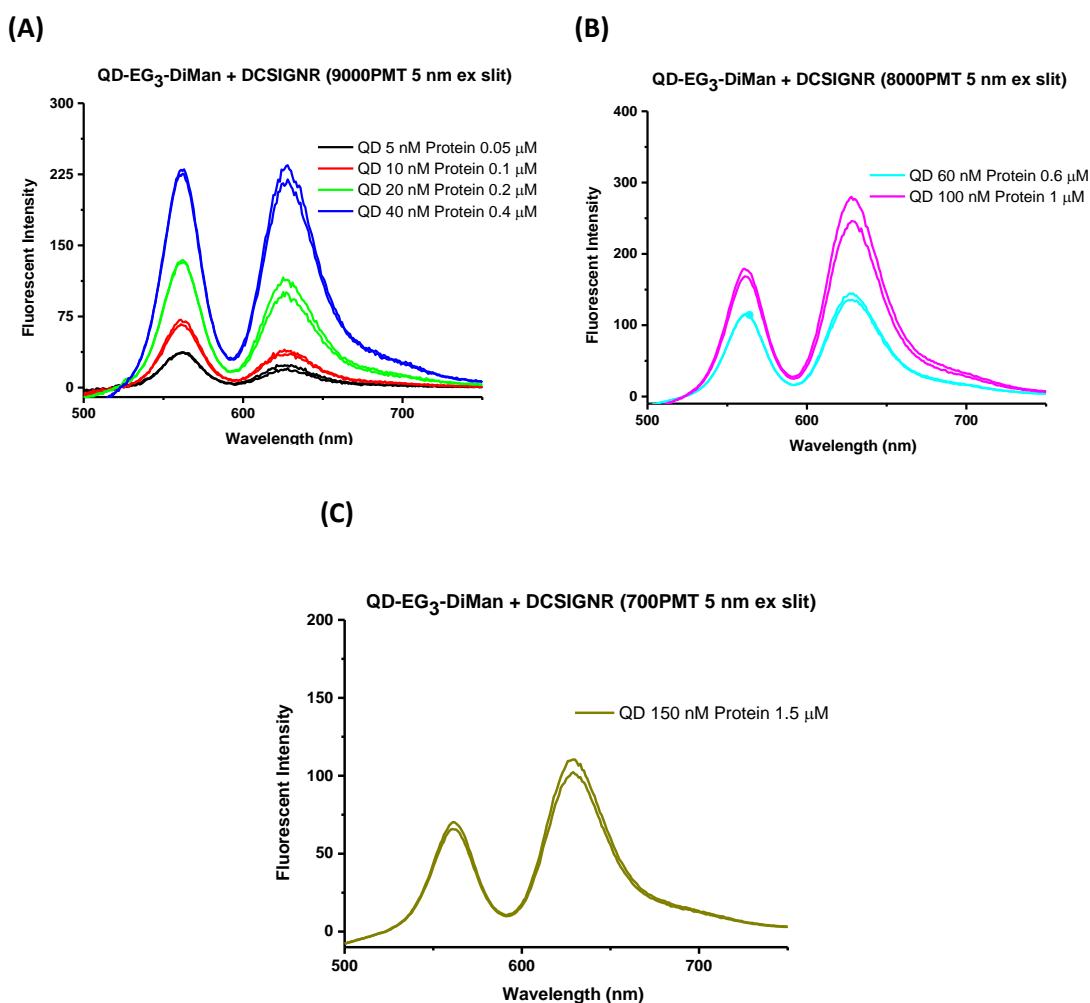 (A)
QD-EG3-DiMan + DCSIGNR (9000PMT 5 nm ex slit)
300
225
150
75
0
Fluorescent Intensity
QD 5 nM Protein 0.05 μM
QD 10 nM Protein 0.1 μM
QD 20 nM Protein 0.2 μM
QD 40 nM Protein 0.4 μM
500 600 700
Wavelength (nm)
(B)
QD-EG3-DiMan + DCSIGNR (8000PMT 5 nm ex slit)
400
300
200
100
0
Fluorescent Intensity
QD 60 nM Protein 0.6 μM
QD 100 nM Protein 1 μM
500 600 700
Wavelength (nm)
(C)
QD-EG3-DiMan + DCSIGNR (700PMT 5 nm ex slit)
200
150
100
50
0
Fluorescent Intensity
QD 150 nM Protein 1.5 μM
500 600 700
Wavelength (nm)